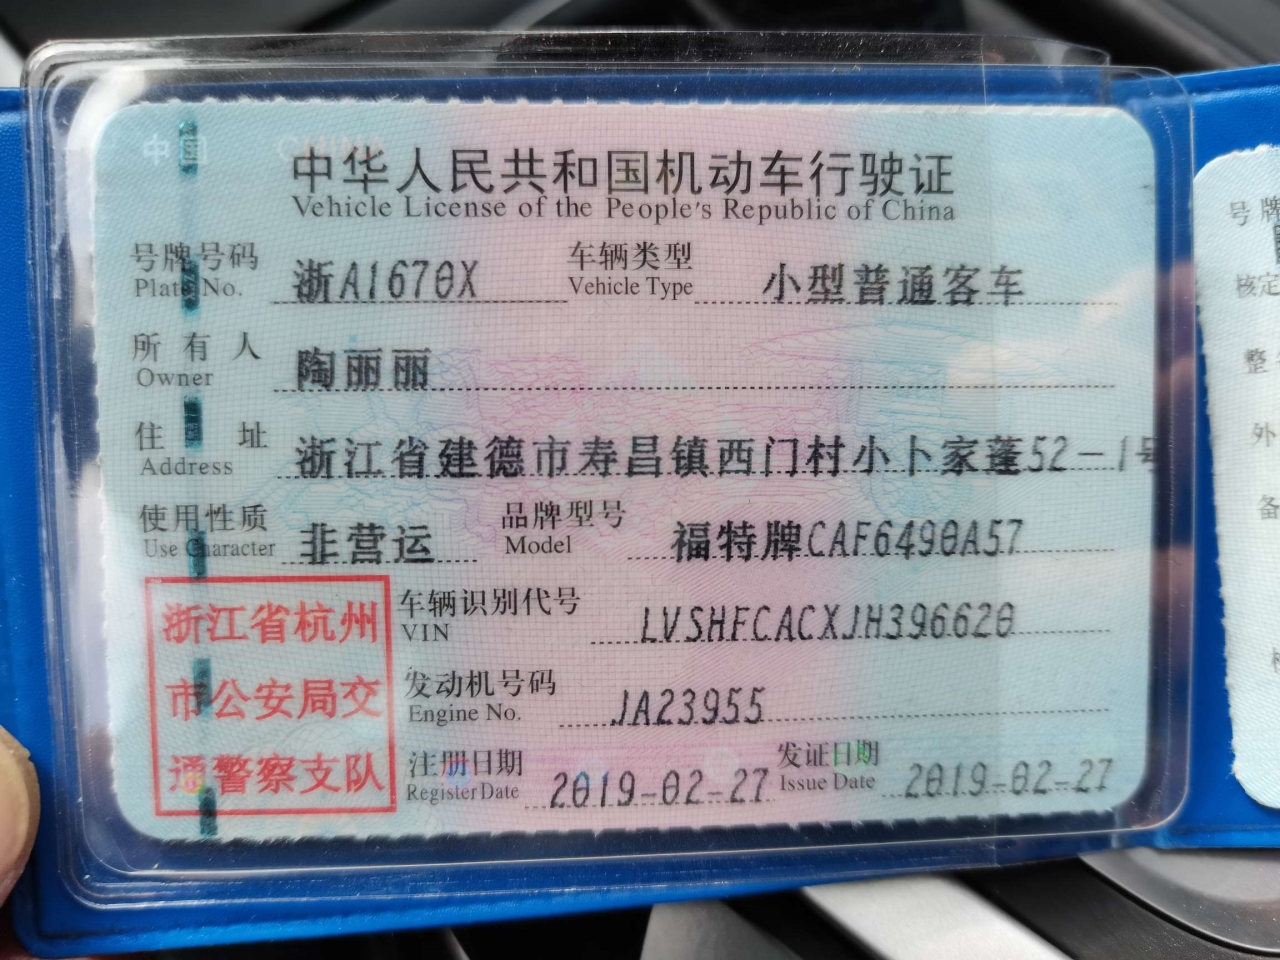 中国 CHINA
中华人民共和国机动车行驶证
Vehicle License of the People's Republic of China
号牌号码 浙A1670X 车辆类型 小型普通客车
Plate No. Vehicle Type
所有人 陶丽丽
Owner
住址 浙江省建德市寿昌镇西门村小卜家蓬52-1号
Address
使用性质 非营运 品牌型号 福特牌CAF6490A57
Use Character Model
浙江省杭州
市公安局交
通警察支队
车辆识别代号 LVSHFCACXJH396620
VIN
发动机号码 JA23955
Engine No.
注册日期 2019-02-27 发证日期 2019-02-27
Register Date Issue Date
号牌
核定
整
外
备